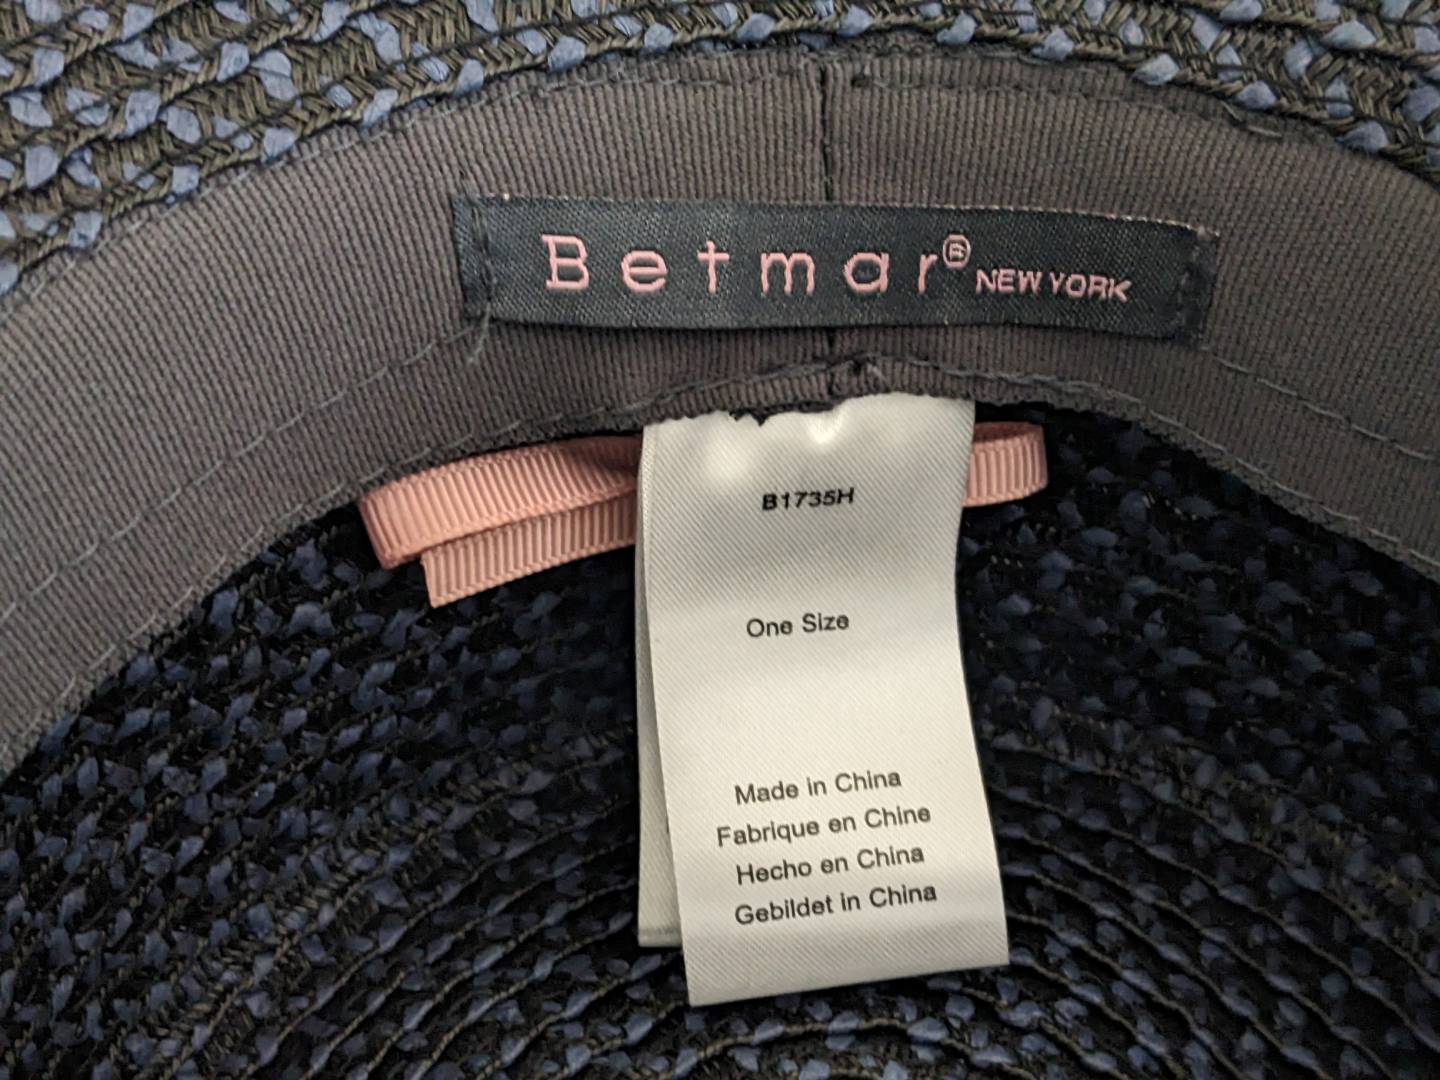 Betmar® NEW YORK
B1735H
One Size
Made in China
Fabrique en Chine
Hecho en China
Gebildet in China